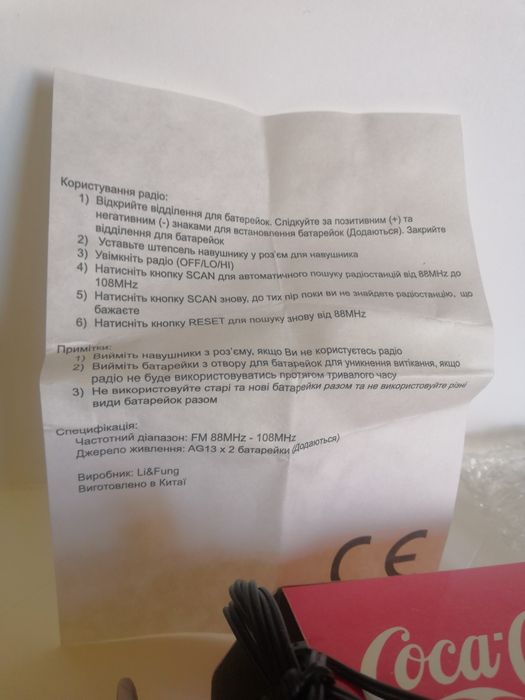 Користування радіо:
1) Відкрийте відділення для батерейок. Слідкуйте за позитивним (+) та
негативним (-) знаками для встановлення батарейок (Додаються). Закрийте
відділення для батарейок
2) Уставьте штепсель навушнику у роз'єм для навушника
3) Увімкніть радіо (OFF/LO/HI)
4) Натисніть кнопку SCAN для автоматичного пошуку радіостанцій від 88MHz до
108MHz
5) Натисніть кнопку SCAN знову, до тих пір поки ви не знайдете радіостанцію, що
бажаєте
6) Натисніть кнопку RESET для пошуку знову від 88MHz
Примітки:
1) Вийміть навушники з роз'єму, якщо Ви не користуєтесь радіо
2) Вийміть батарейки з отвору для батарейок для уникнення витікання, якщо
радіо не буде використовуватись протягом тривалого часу
3) Не використовуйте старі та нові батарейки разом та не використовуйте різні
види батарейок разом
Специфікація:
Частотний діапазон: FM 88MHz - 108MHz
Джерело живлення: AG13 x 2 батарейки (Додаються)
Виробник: Li&Fung
Виготовлено в Китаї
CE
Coca-C